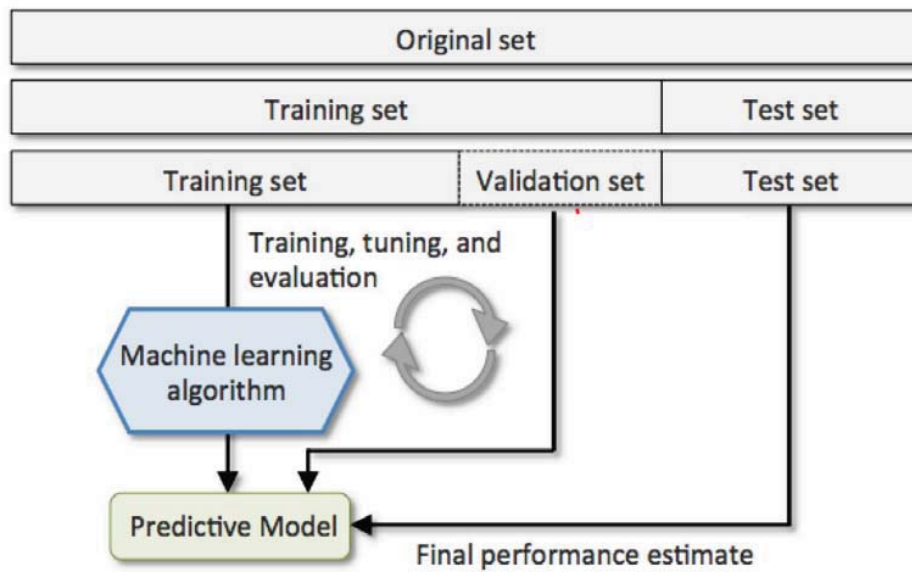 Original set
Training set Test set
Training set Validation set Test set
Training, tuning, and
evaluation
Machine learning
algorithm
Predictive Model
Final performance estimate